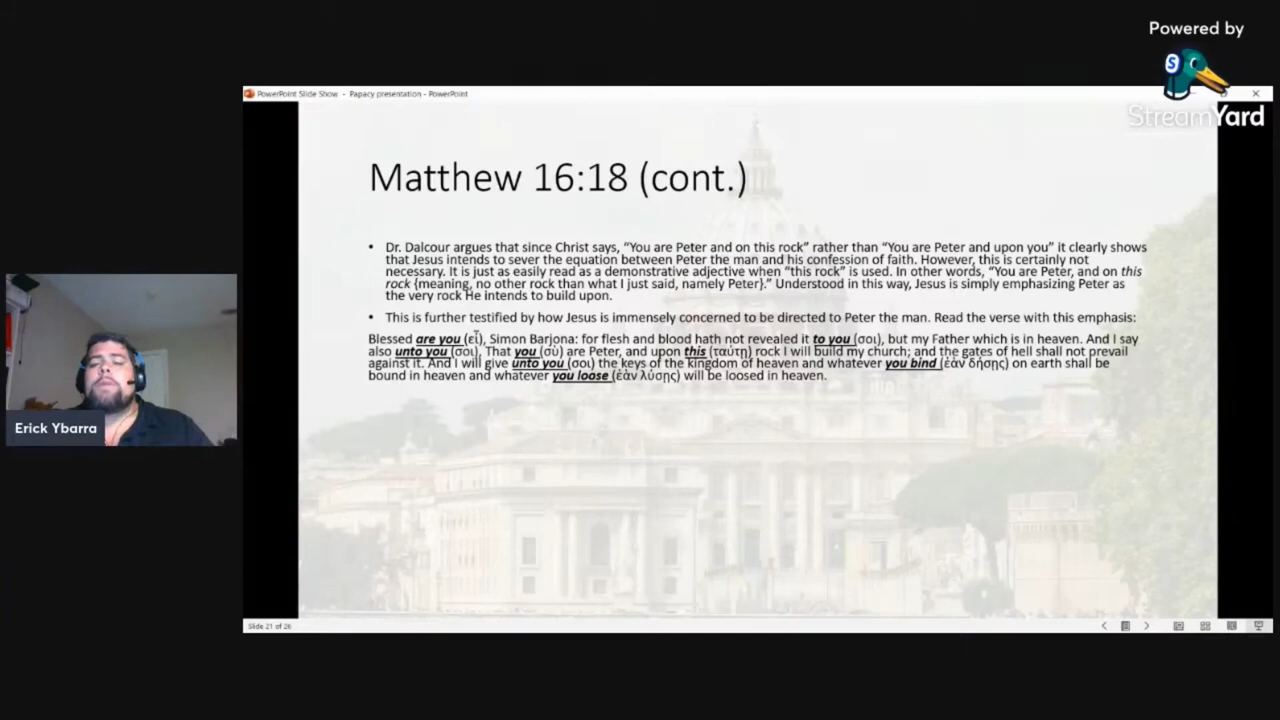 Powered by
S
StreamYard
PowerPoint Slide Show - Papacy presentation - PowerPoint
Matthew 16:18 (cont.)
• Dr. Dalcour argues that since Christ says, “You are Peter and on this rock” rather than “You are Peter and upon you” it clearly shows
that Jesus intends to sever the equation between Peter the man and his confession of faith. However, this is certainly not
necessary. It is just as easily read as a demonstrative adjective when “this rock” is used. In other words, “You are Peter, and on this
rock {meaning, no other rock than what I just said, namely Peter}.” Understood in this way, Jesus is simply emphasizing Peter as
the very rock He intends to build upon.
• This is further testified by how Jesus is immensely concerned to be directed to Peter the man. Read the verse with this emphasis:
Blessed are you (εἶ), Simon Barjona: for flesh and blood hath not revealed it to you (σοι), but my Father which is in heaven. And I say
also unto you (σοι), That you (σὺ) are Peter, and upon this (ταύτῃ) rock I will build my church; and the gates of hell shall not prevail
against it. And I will give unto you (σοι) the keys of the kingdom of heaven and whatever you bind (ἐὰν δήσῃς) on earth shall be
bound in heaven and whatever you loose (ἐὰν λύσῃς) will be loosed in heaven.
Erick Ybarra
Slide 21 of 26